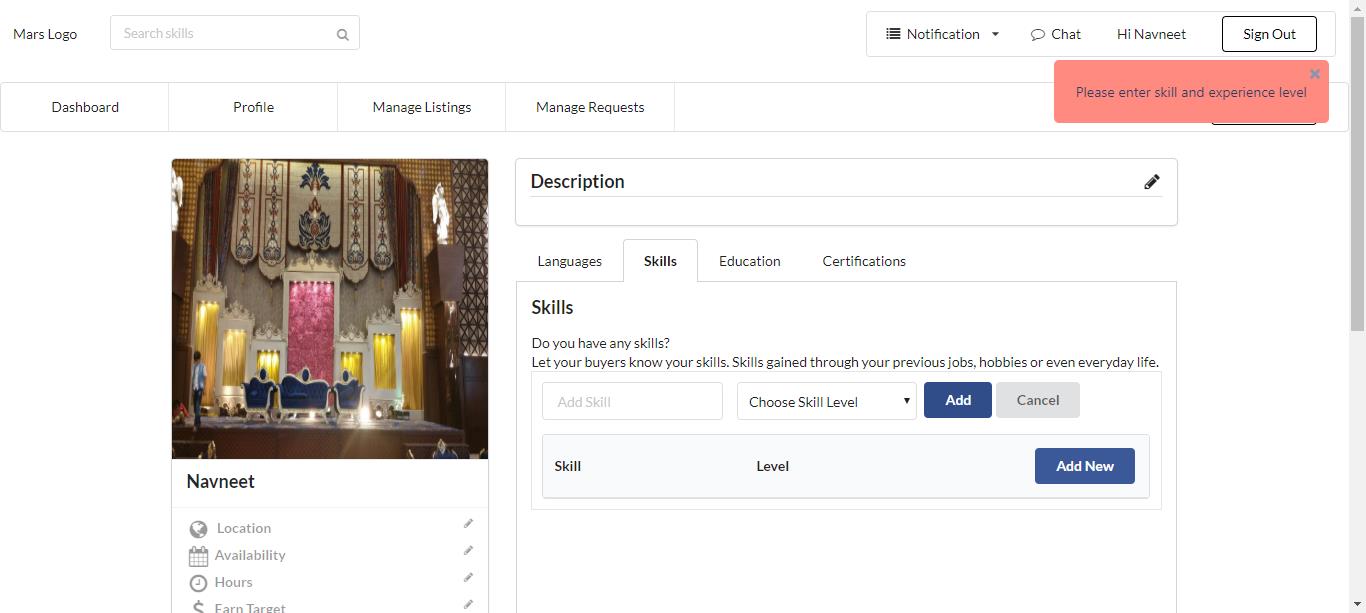 Mars Logo
Search skills
Notification
Chat
Hi Navneet
Sign Out
Please enter skill and experience level
Dashboard
Profile
Manage Listings
Manage Requests
Description
Languages
Skills
Education
Certifications
Skills
Do you have any skills?
Let your buyers know your skills. Skills gained through your previous jobs, hobbies or even everyday life.
Add Skill
Choose Skill Level
Add
Cancel
Skill
Level
Add New
Navneet
Location
Availability
Hours
Earn Target